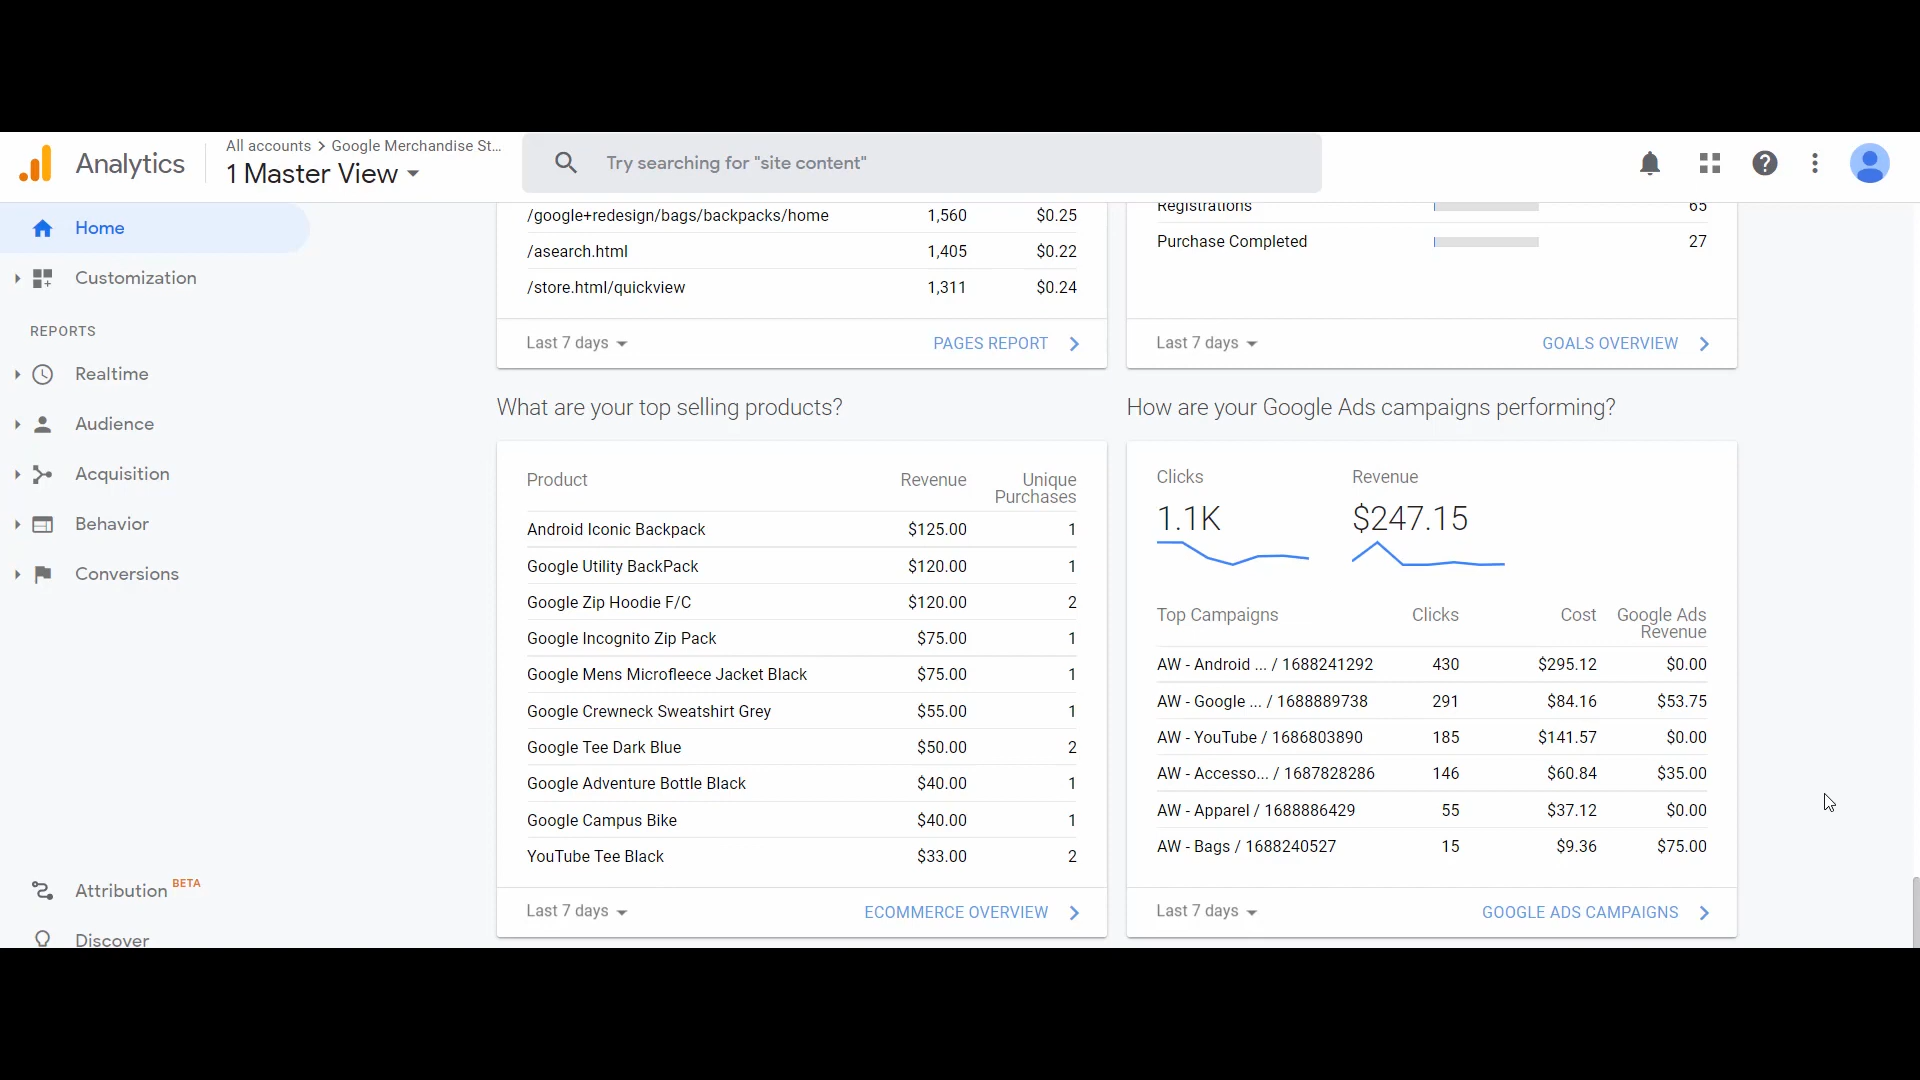 Analytics
All accounts > Google Merchandise St...
1 Master View
Try searching for "site content"
Home
Customization
REPORTS
Realtime
Audience
Acquisition
Behavior
Conversions
Attribution BETA
Discover
/google+redesign/bags/backpacks/home 1,560 $0.25
/asearch.html 1,405 $0.22
/store.html/quickview 1,311 $0.24
Last 7 days PAGES REPORT
Registrations 65
Purchase Completed 27
Last 7 days GOALS OVERVIEW
What are your top selling products?
Product Revenue Unique
Purchases
Android Iconic Backpack $125.00 1
Google Utility BackPack $120.00 1
Google Zip Hoodie F/C $120.00 2
Google Incognito Zip Pack $75.00 1
Google Mens Microfleece Jacket Black $75.00 1
Google Crewneck Sweatshirt Grey $55.00 1
Google Tee Dark Blue $50.00 2
Google Adventure Bottle Black $40.00 1
Google Campus Bike $40.00 1
YouTube Tee Black $33.00 2
Last 7 days ECOMMERCE OVERVIEW
How are your Google Ads campaigns performing?
Clicks Revenue
1.1K $247.15
Top Campaigns Clicks Cost Google Ads
Revenue
AW - Android ... / 1688241292 430 $295.12 $0.00
AW - Google ... / 1688889738 291 $84.16 $53.75
AW - YouTube / 1686803890 185 $141.57 $0.00
AW - Accesso... / 1687828286 146 $60.84 $35.00
AW - Apparel / 1688886429 55 $37.12 $0.00
AW - Bags / 1688240527 15 $9.36 $75.00
Last 7 days GOOGLE ADS CAMPAIGNS